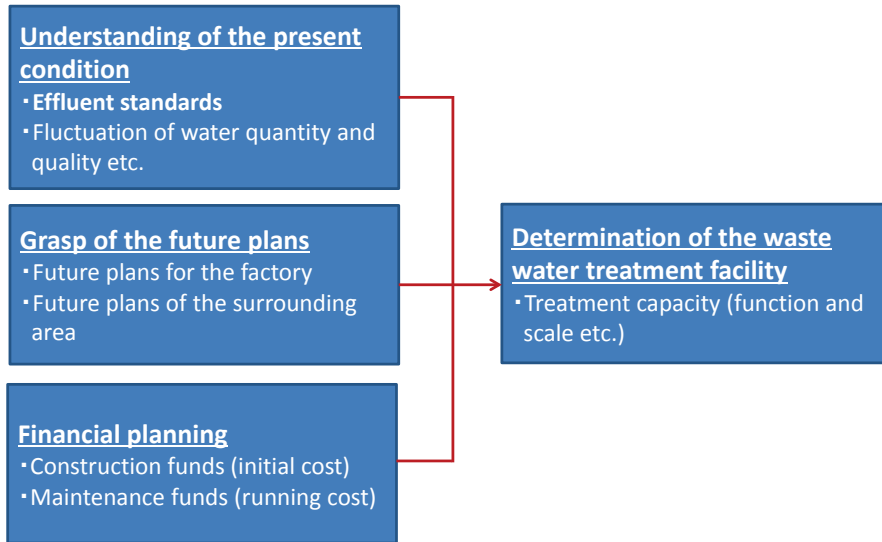 Understanding of the present
condition
・Effluent standards
・Fluctuation of water quantity and
quality etc.
Grasp of the future plans
・Future plans for the factory
・Future plans of the surrounding
area
Financial planning
・Construction funds (initial cost)
・Maintenance funds (running cost)
Determination of the waste
water treatment facility
・Treatment capacity (function and
scale etc.)